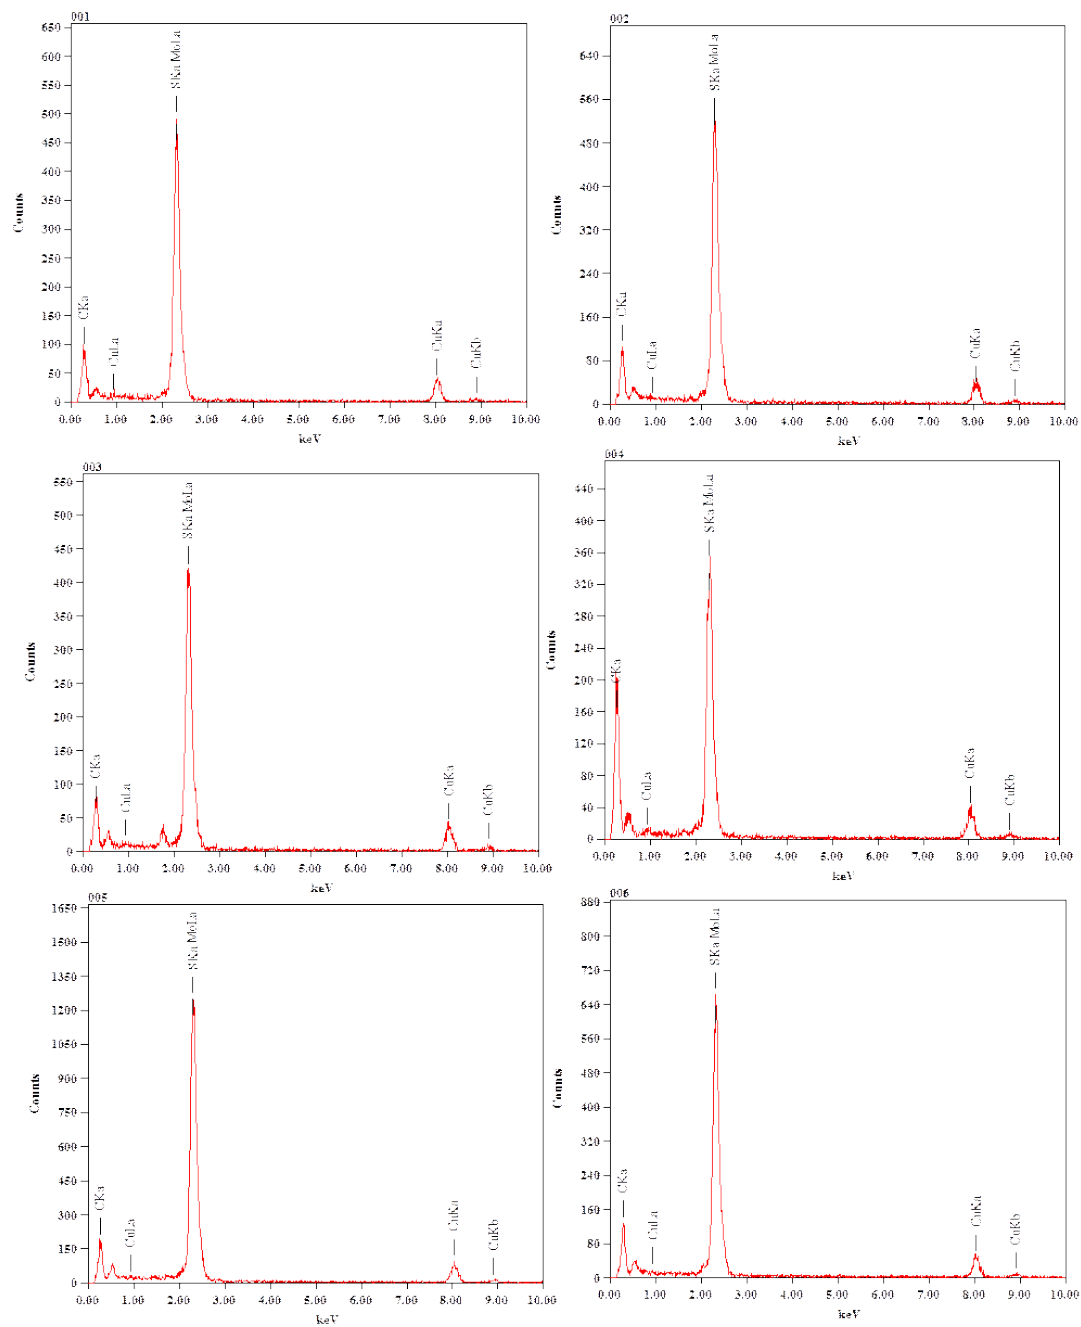 001
650
600
550
500
450
400
350
300
250
200
150
100
50
0
Counts
CKa
CuLa
SKa MoLa
CuKa
CuKb
0.00 1.00 2.00 3.00 4.00 5.00 6.00 7.00 8.00 9.00 10.00
keV
002
640
560
480
400
320
240
160
80
0
Counts
CKa
CuLa
SKa MoLa
CuKa
CuKb
0.00 1.00 2.00 3.00 4.00 5.00 6.00 7.00 8.00 9.00 10.00
keV
003
550
500
450
400
350
300
250
200
150
100
50
0
Counts
CKa
CuLa
SKa MoLa
CuKa
CuKb
0.00 1.00 2.00 3.00 4.00 5.00 6.00 7.00 8.00 9.00 10.00
keV
004
440
400
360
320
280
240
200
160
120
80
40
0
Counts
CKa
CuLa
SKa MoLa
CuKa
CuKb
0.00 1.00 2.00 3.00 4.00 5.00 6.00 7.00 8.00 9.00 10.00
keV
005
1650
1500
1350
1200
1050
900
750
600
450
300
150
0
Counts
CKa
CuLa
SKa MoLa
CuKa
CuKb
0.00 1.00 2.00 3.00 4.00 5.00 6.00 7.00 8.00 9.00 10.00
keV
006
880
800
720
640
560
480
400
320
240
160
80
0
Counts
CKa
CuLa
SKa MoLa
CuKa
CuKb
0.00 1.00 2.00 3.00 4.00 5.00 6.00 7.00 8.00 9.00 10.00
keV